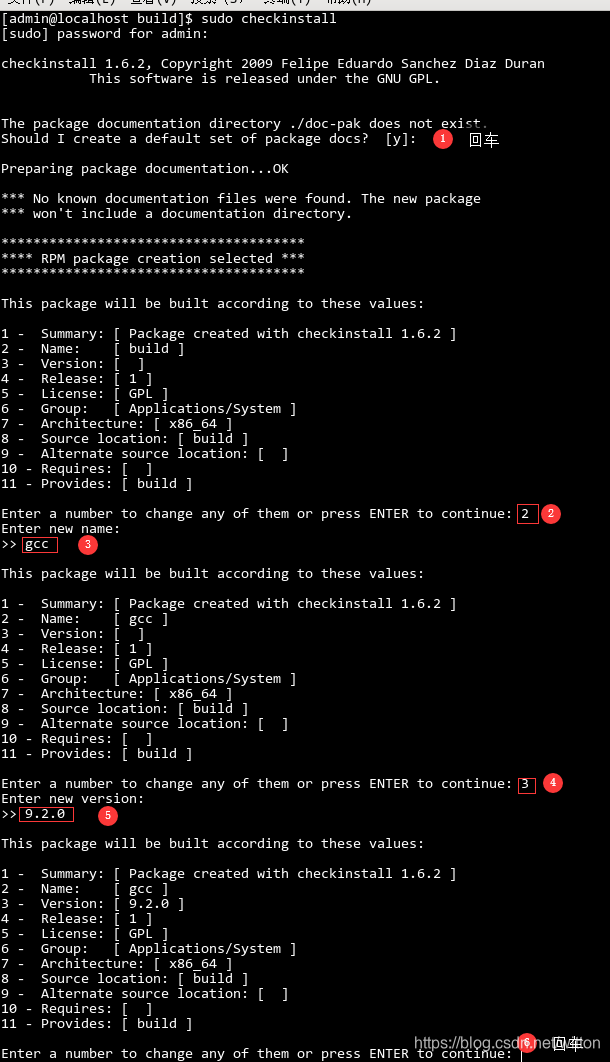 [admin@localhost build]$ sudo checkinstall
[sudo] password for admin:
checkinstall 1.6.2, Copyright 2009 Felipe Eduardo Sanchez Diaz Duran
This software is released under the GNU GPL.
The package documentation directory ./doc-pak does not exist.
Should I create a default set of package docs?  [y]: 1 回车
Preparing package documentation...OK
*** No known documentation files were found. The new package
*** won't include a documentation directory.
**************************************
**** RPM package creation selected ***
**************************************
This package will be built according to these values:
1 -  Summary: [ Package created with checkinstall 1.6.2 ]
2 -  Name:    [ build ]
3 -  Version: [  ]
4 -  Release: [ 1 ]
5 -  License: [ GPL ]
6 -  Group:   [ Applications/System ]
7 -  Architecture: [ x86_64 ]
8 -  Source location: [ build ]
9 -  Alternate source location: [  ]
10 - Requires: [  ]
11 - Provides: [ build ]
Enter a number to change any of them or press ENTER to continue: 2 2
Enter new name:
>> gcc 3
This package will be built according to these values:
1 -  Summary: [ Package created with checkinstall 1.6.2 ]
2 -  Name:    [ gcc ]
3 -  Version: [  ]
4 -  Release: [ 1 ]
5 -  License: [ GPL ]
6 -  Group:   [ Applications/System ]
7 -  Architecture: [ x86_64 ]
8 -  Source location: [ build ]
9 -  Alternate source location: [  ]
10 - Requires: [  ]
11 - Provides: [ build ]
Enter a number to change any of them or press ENTER to continue: 3 4
Enter new version:
>> 9.2.0 5
This package will be built according to these values:
1 -  Summary: [ Package created with checkinstall 1.6.2 ]
2 -  Name:    [ gcc ]
3 -  Version: [ 9.2.0 ]
4 -  Release: [ 1 ]
5 -  License: [ GPL ]
6 -  Group:   [ Applications/System ]
7 -  Architecture: [ x86_64 ]
8 -  Source location: [ build ]
9 -  Alternate source location: [  ]
10 - Requires: [  ]
11 - Provides: [ build ]
6 回车
Enter a number to change any of them or press ENTER to continue: